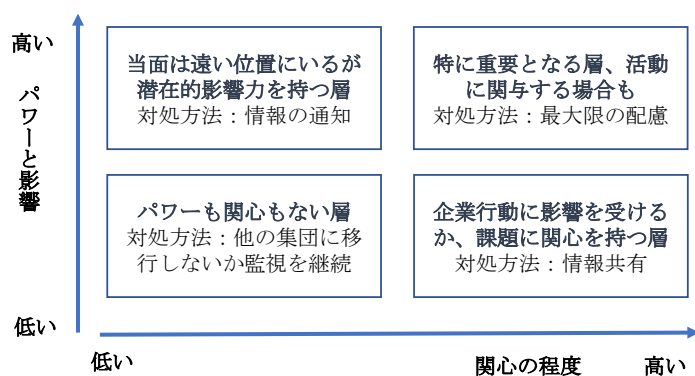 高い
パワーと影響
低い
当面は遠い位置にいるが
潜在的影響力を持つ層
対処方法：情報の通知
特に重要となる層、活動
に関与する場合も
対処方法：最大限の配慮
パワーも関心もない層
対処方法：他の集団に移
行しないか監視を継続
企業行動に影響を受ける
か、課題に関心を持つ層
対処方法：情報共有
低い
関心の程度
高い